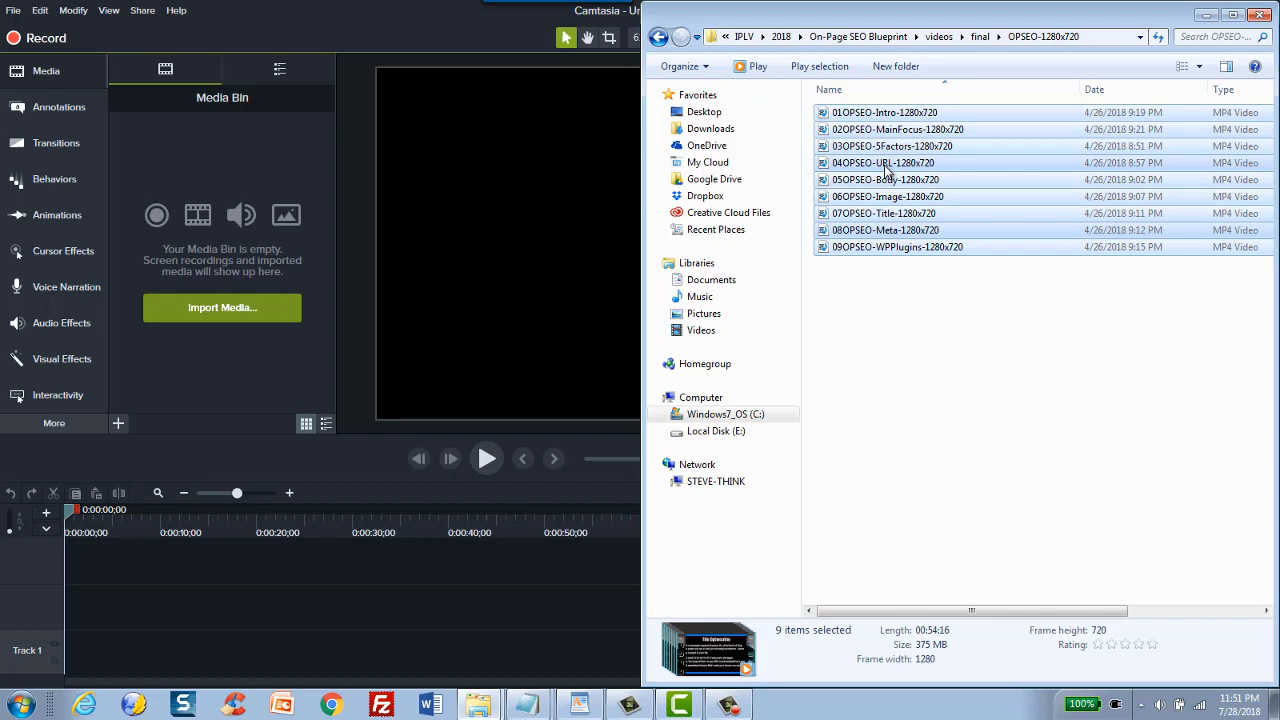 File Edit Modify View Share Help Camtasia - Un
Record
Media
Annotations
Transitions
Behaviors
Animations
Cursor Effects
Voice Narration
Audio Effects
Visual Effects
Interactivity
More
Media Bin
Your Media Bin is empty.
Screen recordings and imported
media will show up here.
Import Media...
0:00:00;00
0:00:00;00 0:00:10;00 0:00:20;00 0:00:30;00 0:00:40;00 0:00:50;00
IPLV 2018 On-Page SEO Blueprint videos final OPSEO-1280x720 Search OPSEO-...
Organize Play Play selection New folder
Favorites
Desktop
Downloads
OneDrive
My Cloud
Google Drive
Dropbox
Creative Cloud Files
Recent Places
Libraries
Documents
Music
Pictures
Videos
Homegroup
Computer
Windows7_OS (C:)
Local Disk (E:)
Network
STEVE-THINK
Name Date Type
01OPSEO-Intro-1280x720 4/26/2018 9:19 PM MP4 Video
02OPSEO-MainFocus-1280x720 4/26/2018 9:21 PM MP4 Video
03OPSEO-5Factors-1280x720 4/26/2018 9:24 PM MP4 Video
04OPSEO-URL-1280x720 4/26/2018 8:57 PM MP4 Video
05OPSEO-Body-1280x720 4/26/2018 9:02 PM MP4 Video
06OPSEO-Image-1280x720 4/26/2018 9:07 PM MP4 Video
07OPSEO-Title-1280x720 4/26/2018 9:11 PM MP4 Video
08OPSEO-Meta-1280x720 4/26/2018 9:13 PM MP4 Video
09OPSEO-WPPlugins-1280x720 4/26/2018 9:15 PM MP4 Video
Title Optimization
9 items selected Length: 00:54:16 Frame height: 720
Size: 375 MB Rating:
Frame width: 1280
100%
11:51 PM
7/28/2018